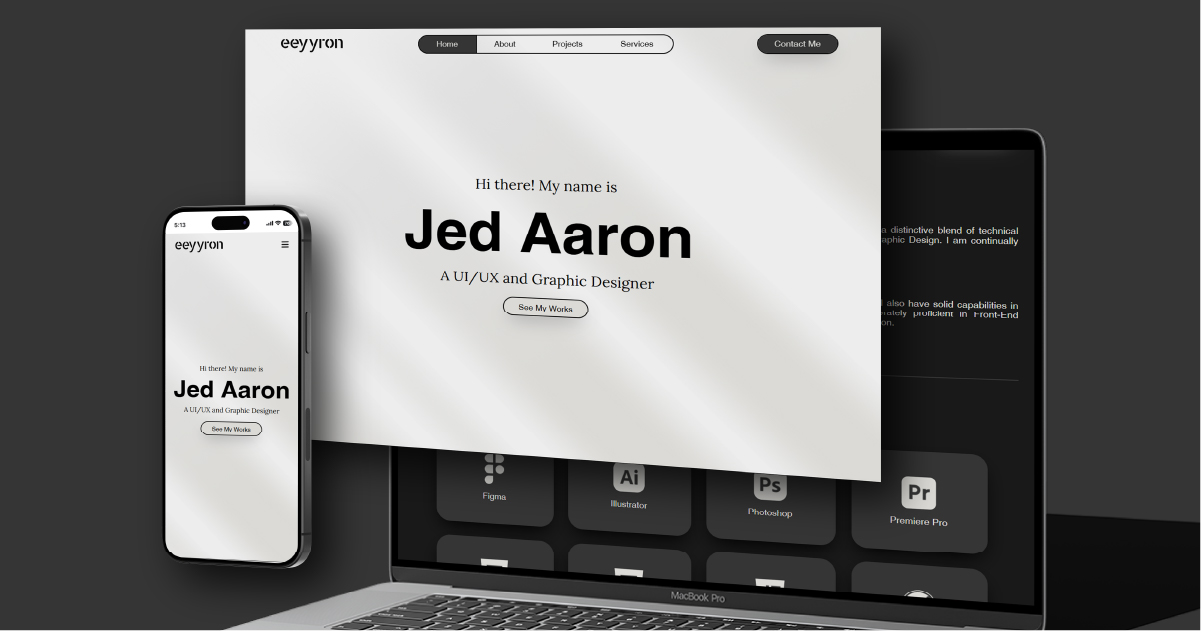 eeyyron
Home About Projects Services
Contact Me
Hi there! My name is
Jed Aaron
A UI/UX and Graphic Designer
See My Works
5:13
eeyyron
Hi there! My name is
Jed Aaron
A UI/UX and Graphic Designer
See My Works
a distinctive blend of technical
aphic Design. I am continually
also have solid capabilities in
proficient in Front-End
on.
Figma
Ai
Illustrator
Ps
Photoshop
Pr
Premiere Pro
MacBook Pro